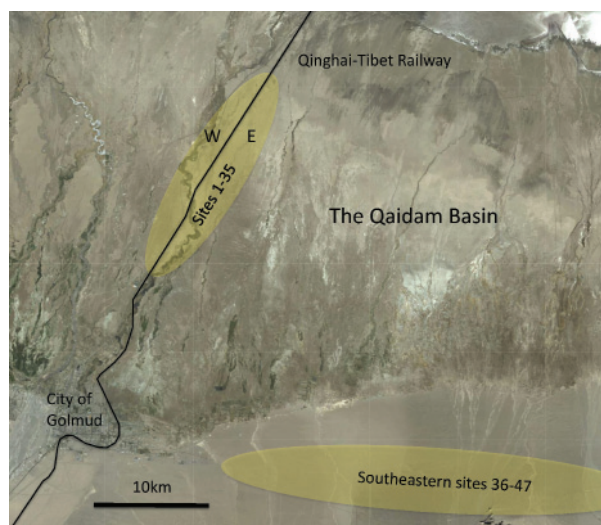 Qinghai-Tibet Railway
W
E
Sites 1-35
The Qaidam Basin
City of
Golmud
10km
Southeastern sites 36-47